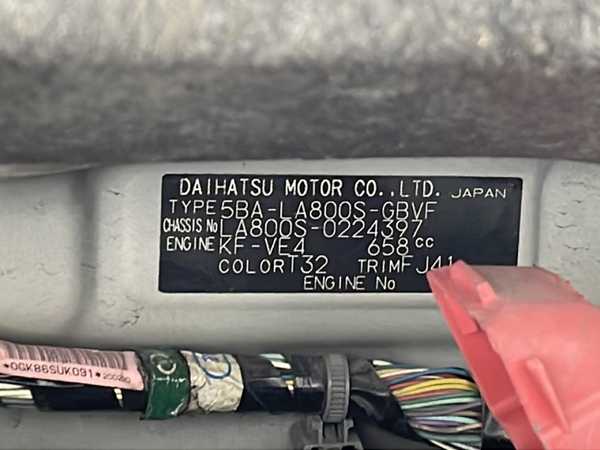 DAIHATSU MOTOR CO.,LTD. JAPAN
TYPE 5BA-LA800S-GBVF
CHASSIS No LA800S-0224397
ENGINE KF-VE4 658cc
COLOR T32 TRIM FJ41
ENGINE No
*0GK86SUK091*